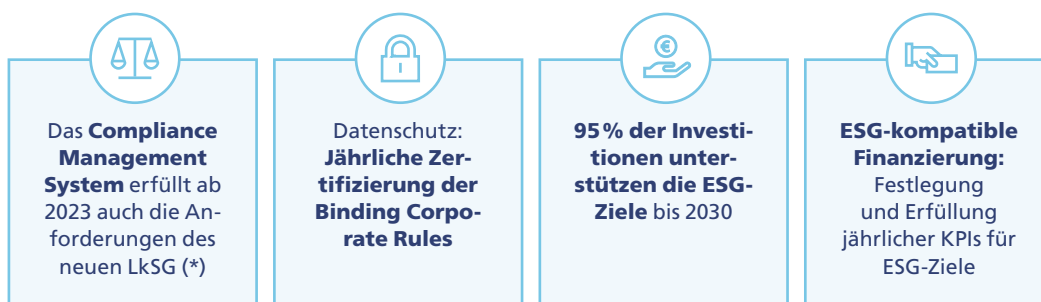 Das Compliance
Management
System erfüllt ab
2023 auch die An-
forderungen des
neuen LkSG (*)
Datenschutz:
Jährliche Zer-
tifizierung der
Binding Corpo-
rate Rules
95 % der Investi-
tionen unter-
stützen die ESG-
Ziele bis 2030
ESG-kompatible
Finanzierung:
Festlegung
und Erfüllung
jährlicher KPIs für
ESG-Ziele